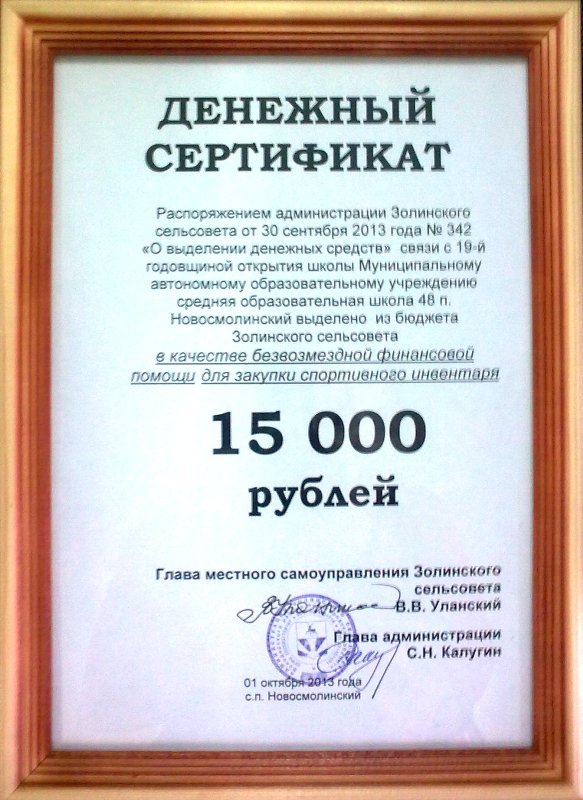 ДЕНЕЖНЫЙ
СЕРТИФИКАТ
Распоряжением администрации Золинского
сельсовета от 30 сентября 2013 года № 342
«О выделении денежных средств» связи с 19-й
годовщиной открытия школы Муниципальному
автономному образовательному учреждению
средняя образовательная школа 48 п.
Новосмолинский выделено из бюджета
Золинского сельсовета
в качестве безвозмездной финансовой
помощи для закупки спортивного инвентаря
15 000
рублей
Глава местного самоуправления Золинского
сельсовета
В.В. Уланский
Глава администрации
С.Н. Калугин
01 октября 2013 года
с.п. Новосмолинский